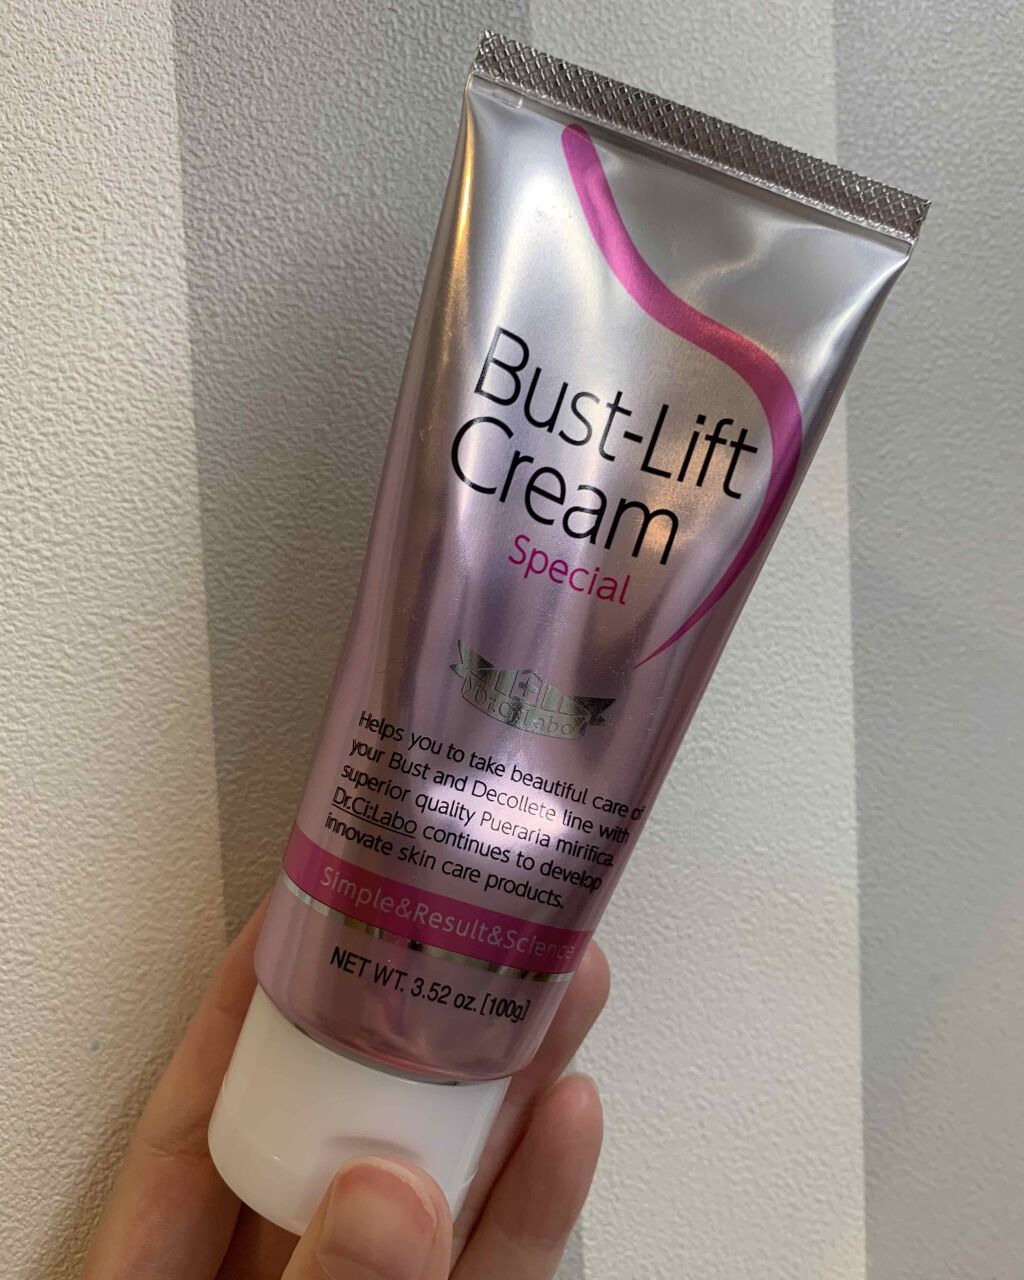 Bust-Lift
Cream
Special
Dr.Ci:Labo
Helps you to take beautiful care of
your Bust and Decollete line with
superior quality Pueraria mirifica.
Dr.Ci:Labo continues to develop
innovate skin care products.
Simple&Result&Science
NET WT. 3.52 oz. [100g]